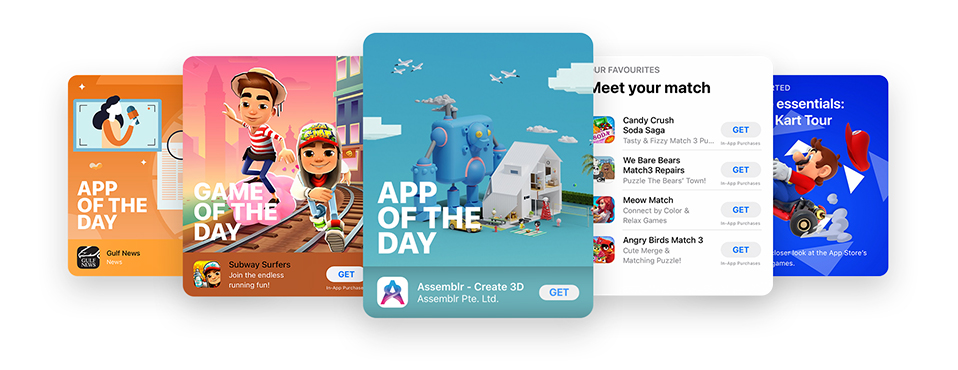 APP
OF THE
DAY
GULF
NEWS
Gulf News
News
GAME
OF THE
DAY
Subway Surfers
Join the endless
running fun!
GET
In-App Purchases
APP
OF THE
DAY
Assemblr - Create 3D
Assemblr Pte. Ltd.
GET
OUR FAVOURITES
Meet your match
Candy Crush
Soda Saga
Tasty & Fizzy Match 3 Pu...
GET
In-App Purchases
SODA
We Bare Bears
Match3 Repairs
Puzzle The Bears' Town!
GET
In-App Purchases
Meow Match
Connect by Color &
Relax Games
GET
In-App Purchases
Angry Birds Match 3
Cute Merge &
Matching Puzzle!
GET
In-App Purchases
RTED
essentials:
Kart Tour
closer look at the App Store's
games.